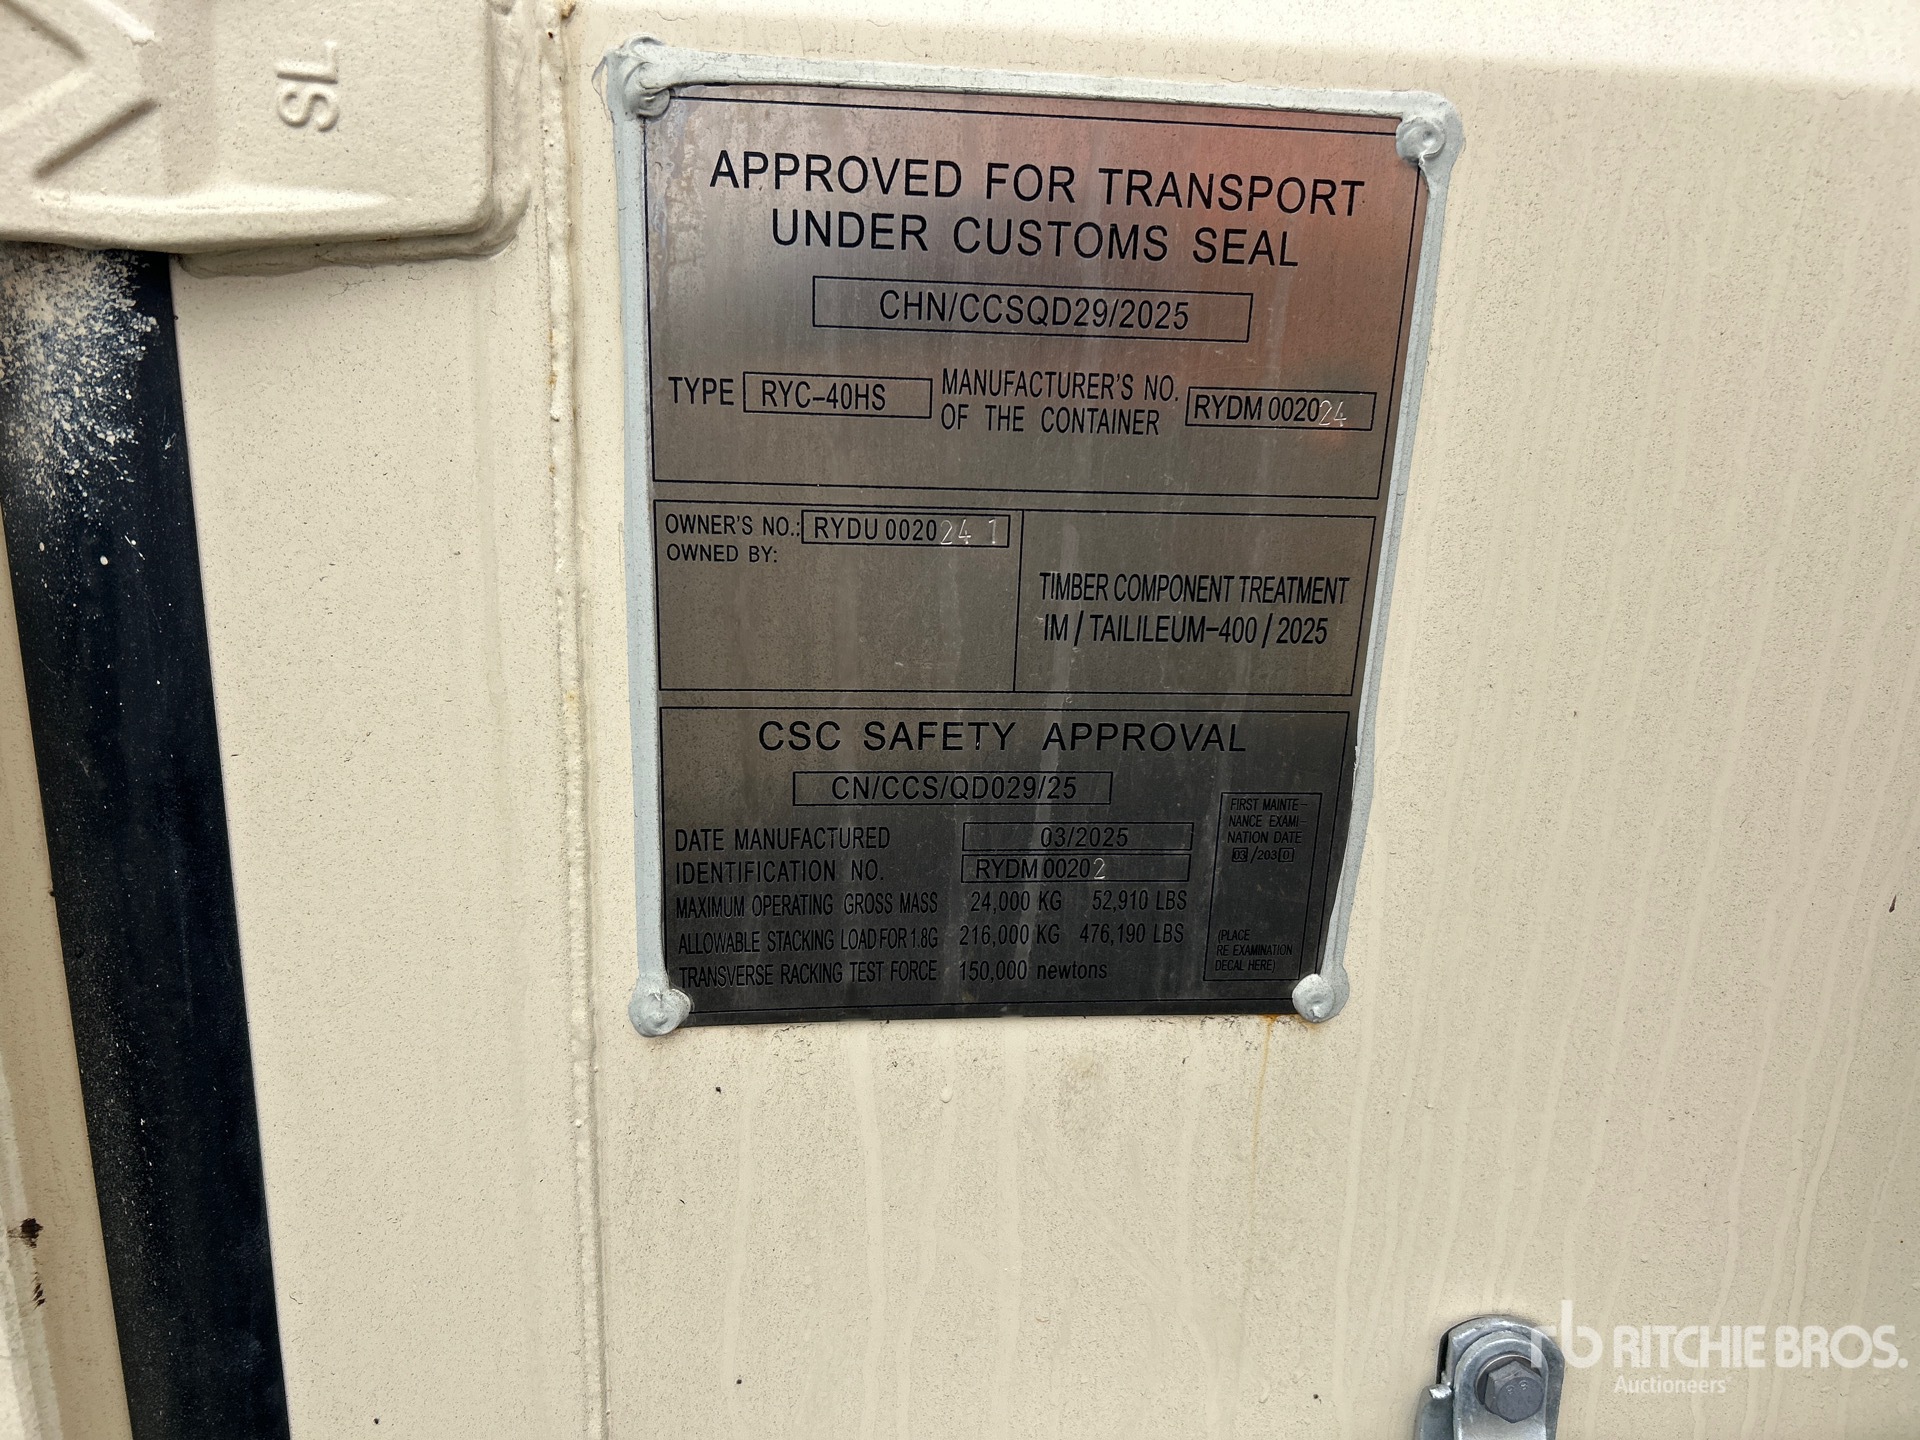 SL
APPROVED FOR TRANSPORT
UNDER CUSTOMS SEAL
CHN/CCSQD29/2025
TYPE RYC-40HS MANUFACTURER'S NO. OF THE CONTAINER RYDM 002024
OWNER'S NO.: RYDU 002024 1
OWNED BY:
TIMBER COMPONENT TREATMENT
IM / TAILILEUM-400 / 2025
CSC SAFETY APPROVAL
CN/CCS/QD029/25
DATE MANUFACTURED 03/2025
IDENTIFICATION NO. RYDM 00202
MAXIMUM OPERATING GROSS MASS 24,000 KG 52,910 LBS
ALLOWABLE STACKING LOAD FOR 1.8G 216,000 KG 476,190 LBS
TRANSVERSE RACKING TEST FORCE 150,000 newtons
FIRST MAINTE-
NANCE EXAMI-
NATION DATE
03/2030
(PLACE
RE EXAMINATION
DECAL HERE)
rb RITCHIE BROS.
Auctioneers